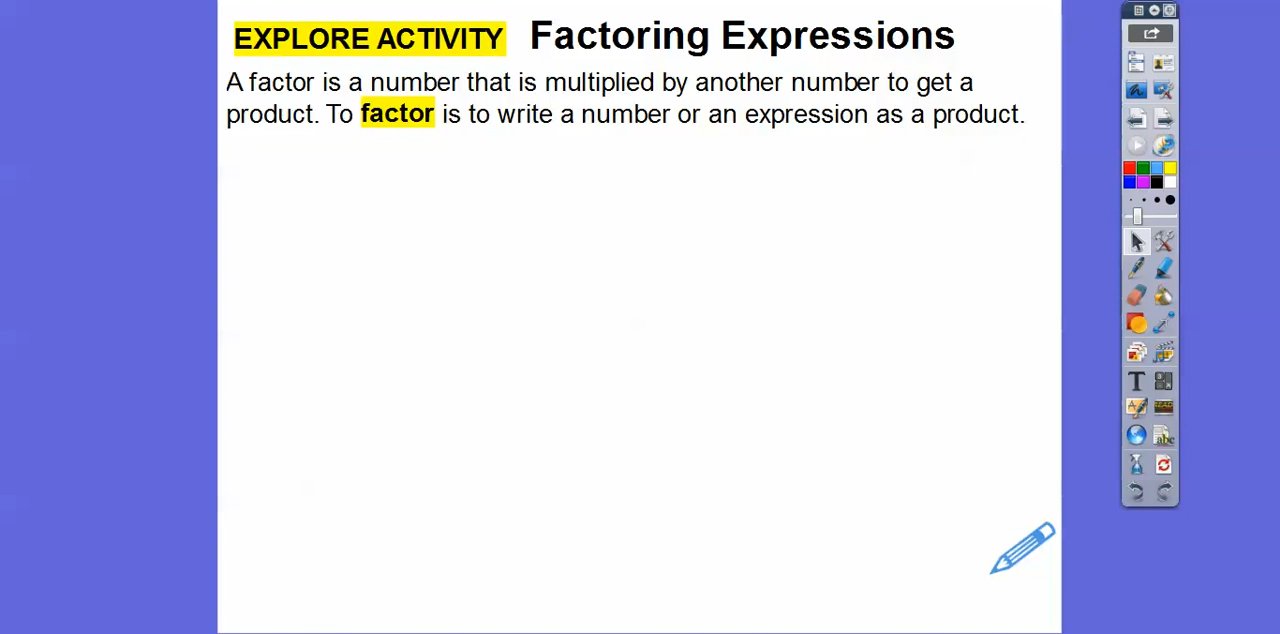 EXPLORE ACTIVITY Factoring Expressions
A factor is a number that is multiplied by another number to get a
product. To factor is to write a number or an expression as a product.